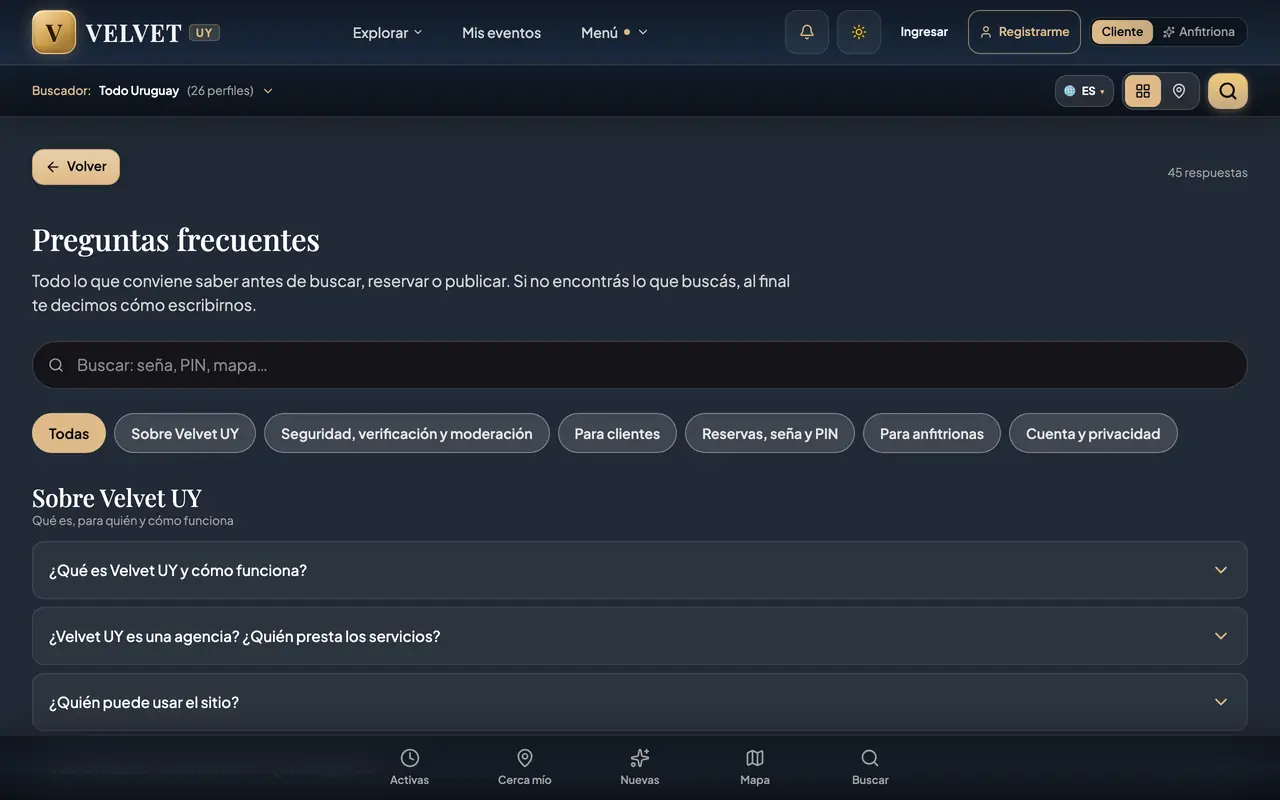 V VELVET UY
Explorar
Mis eventos
Menú
Ingresar
Registrarme
Cliente
Anfitriona
Buscador: Todo Uruguay (26 perfiles)
ES
Volver
45 respuestas
Preguntas frecuentes
Todo lo que conviene saber antes de buscar, reservar o publicar. Si no encontrás lo que buscás, al final
te decimos cómo escribirnos.
Buscar: seña, PIN, mapa...
Todas
Sobre Velvet UY
Seguridad, verificación y moderación
Para clientes
Reservas, seña y PIN
Para anfitrionas
Cuenta y privacidad
Sobre Velvet UY
Qué es, para quién y cómo funciona
¿Qué es Velvet UY y cómo funciona?
¿Velvet UY es una agencia? ¿Quién presta los servicios?
¿Quién puede usar el sitio?
Activas
Cerca mío
Nuevas
Mapa
Buscar